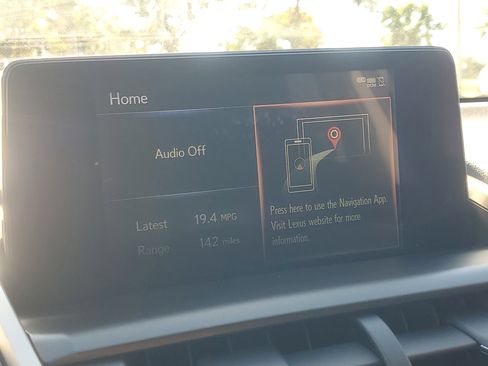 Home
DCM
Audio Off
Latest 19.4 MPG
Range 142 miles
Press here to use the Navigation App.
Visit Lexus website for more
information.